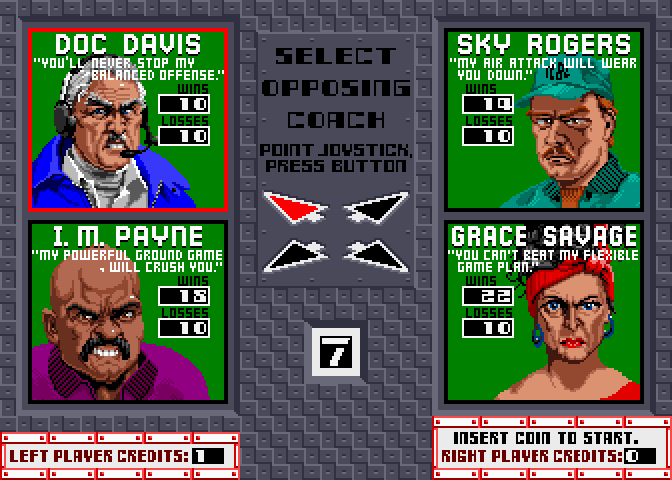 DOC DAVIS
"YOU'LL NEVER STOP MY
BALANCED OFFENSE."
WINS
10
LOSSES
10
I. M. PAYNE
"MY POWERFUL GROUND GAME
WILL CRUSH YOU."
WINS
18
LOSSES
10
SELECT
OPPOSING
COACH
POINT JOYSTICK,
PRESS BUTTON
7
SKY ROGERS
"MY AIR ATTACK WILL WEAR
YOU DOWN."
WINS
14
LOSSES
10
GRACE SAVAGE
"YOU CAN'T BEAT MY FLEXIBLE
GAME PLAN."
WINS
22
LOSSES
10
LEFT PLAYER CREDITS: 1
INSERT COIN TO START.
RIGHT PLAYER CREDITS: 0